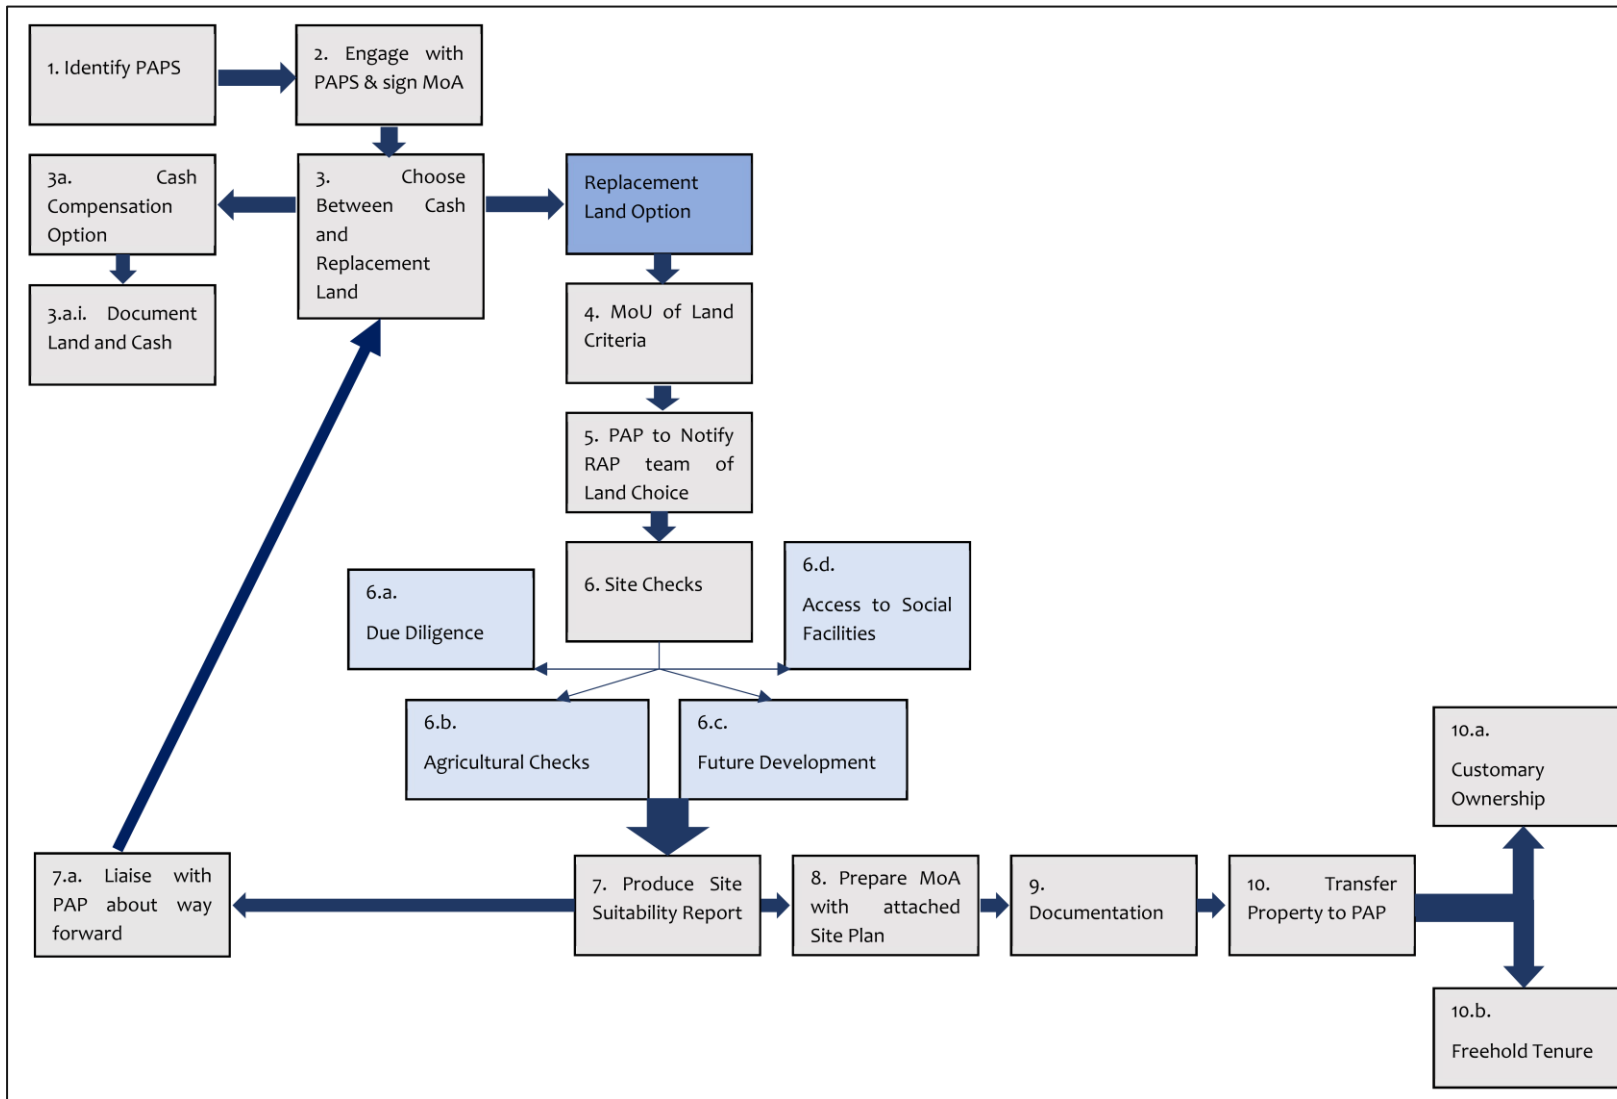 1. Identify PAPS
2. Engage with
PAPS & sign MoA
3a. Cash
Compensation
Option
3. Choose
Between Cash
and
Replacement
Land
Replacement
Land Option
3.a.i. Document
Land and Cash
4. MoU of Land
Criteria
5. PAP to Notify
RAP team of
Land Choice
6. Site Checks
6.a.
Due Diligence
6.d.
Access to Social
Facilities
6.b.
Agricultural Checks
6.c.
Future Development
7.a. Liaise with
PAP about way
forward
7. Produce Site
Suitability Report
8. Prepare MoA
with attached
Site Plan
9.
Documentation
10. Transfer
Property to PAP
10.a.
Customary
Ownership
10.b.
Freehold Tenure